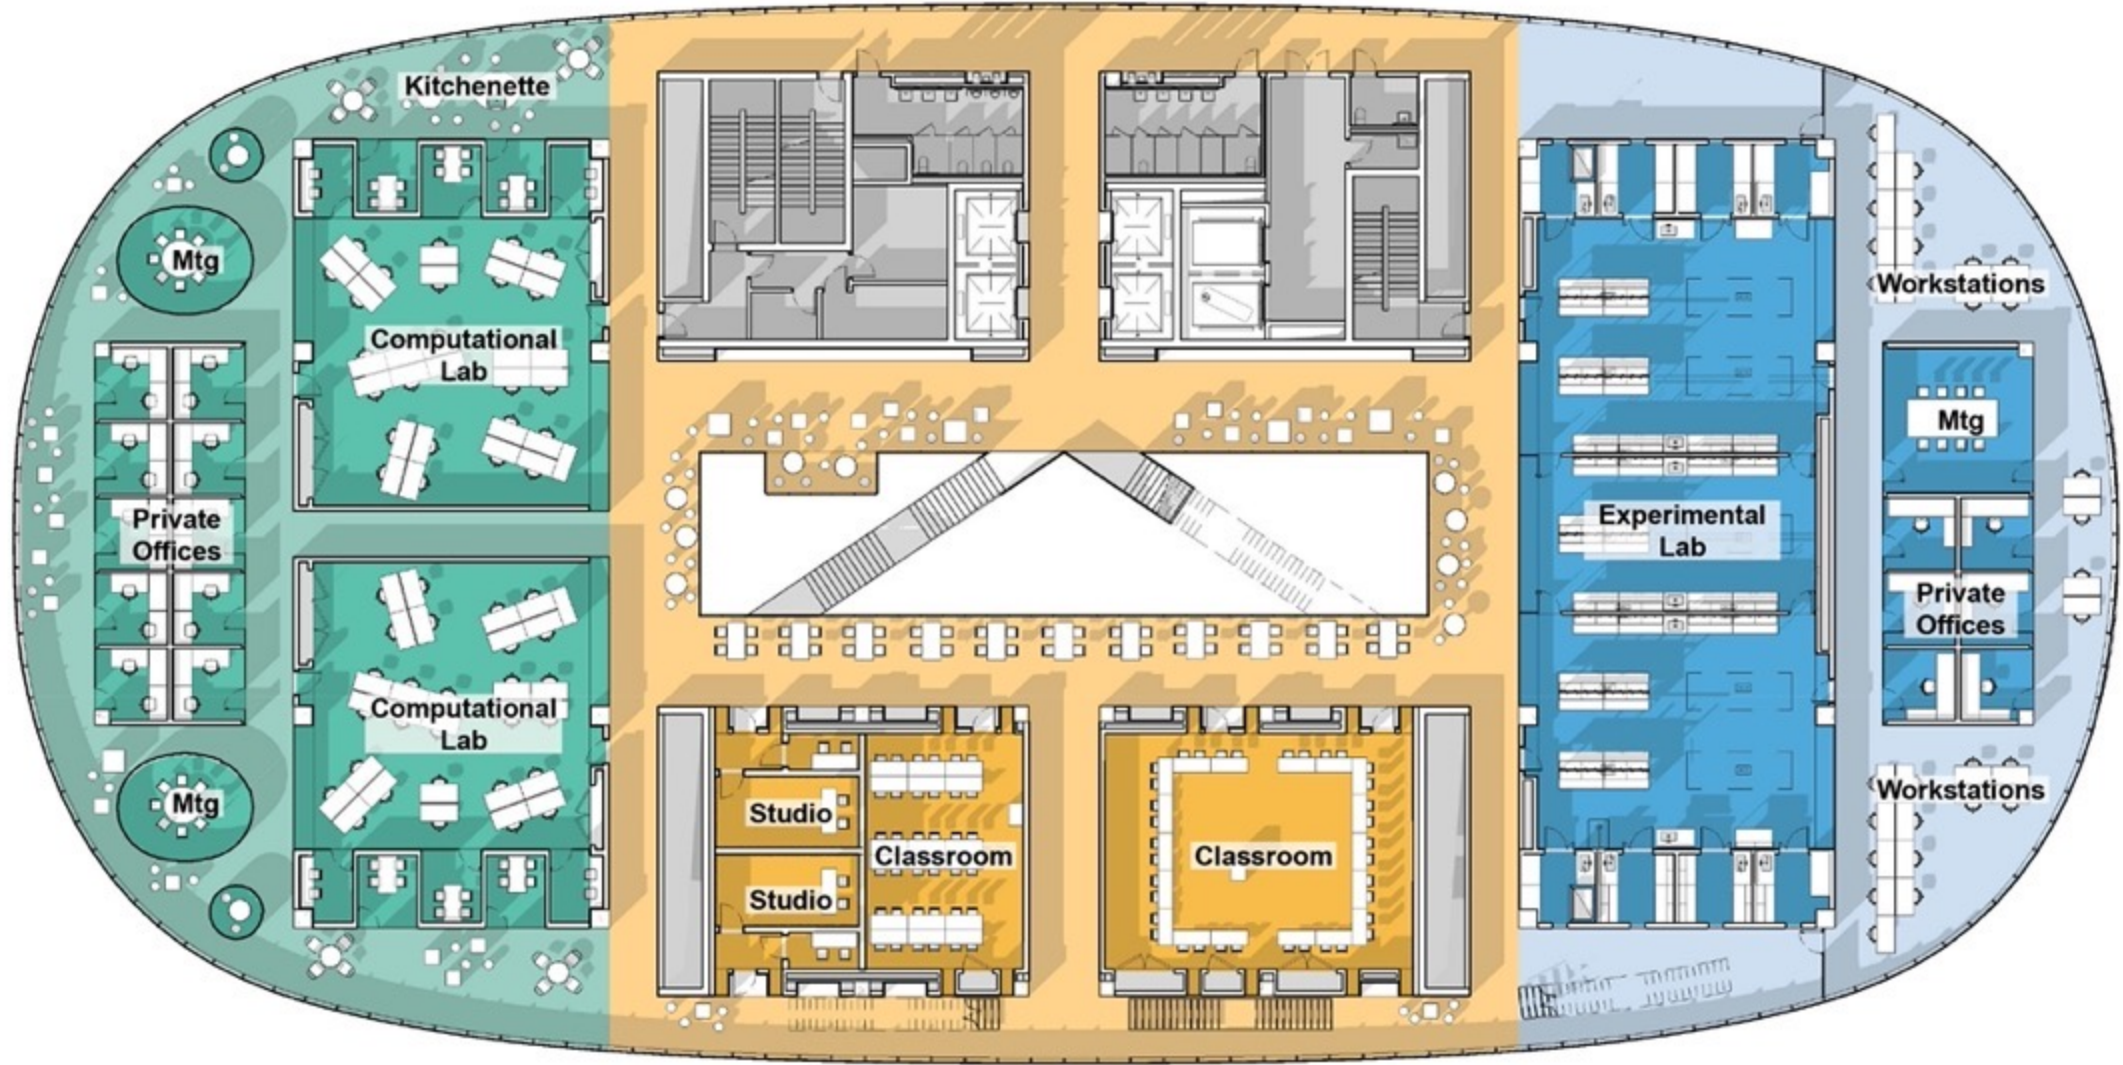 Kitchenette
Mtg
Computational
Lab
Private
Offices
Computational
Lab
Mtg
Studio
Studio
Classroom
Classroom
Experimental
Lab
Workstations
Mtg
Private
Offices
Workstations